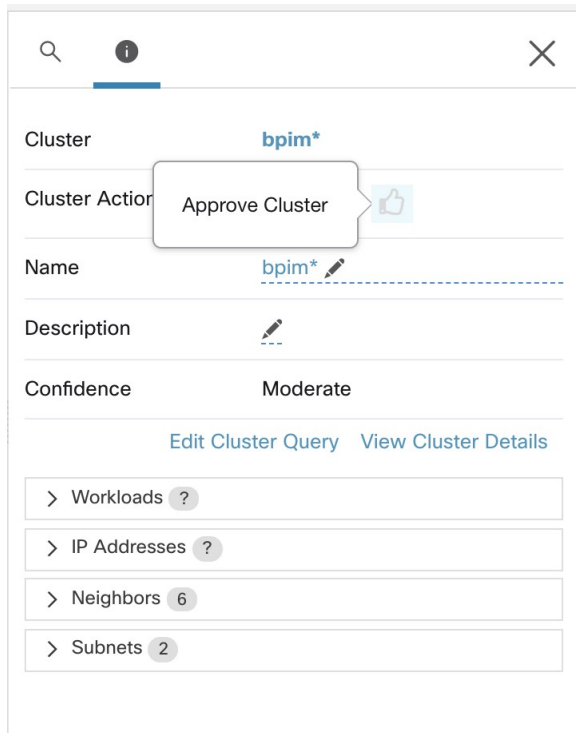 Cluster bpim*
Cluster Action
Approve Cluster
Name bpim*
Description
Confidence Moderate
Edit Cluster Query View Cluster Details
Workloads ?
IP Addresses ?
Neighbors 6
Subnets 2